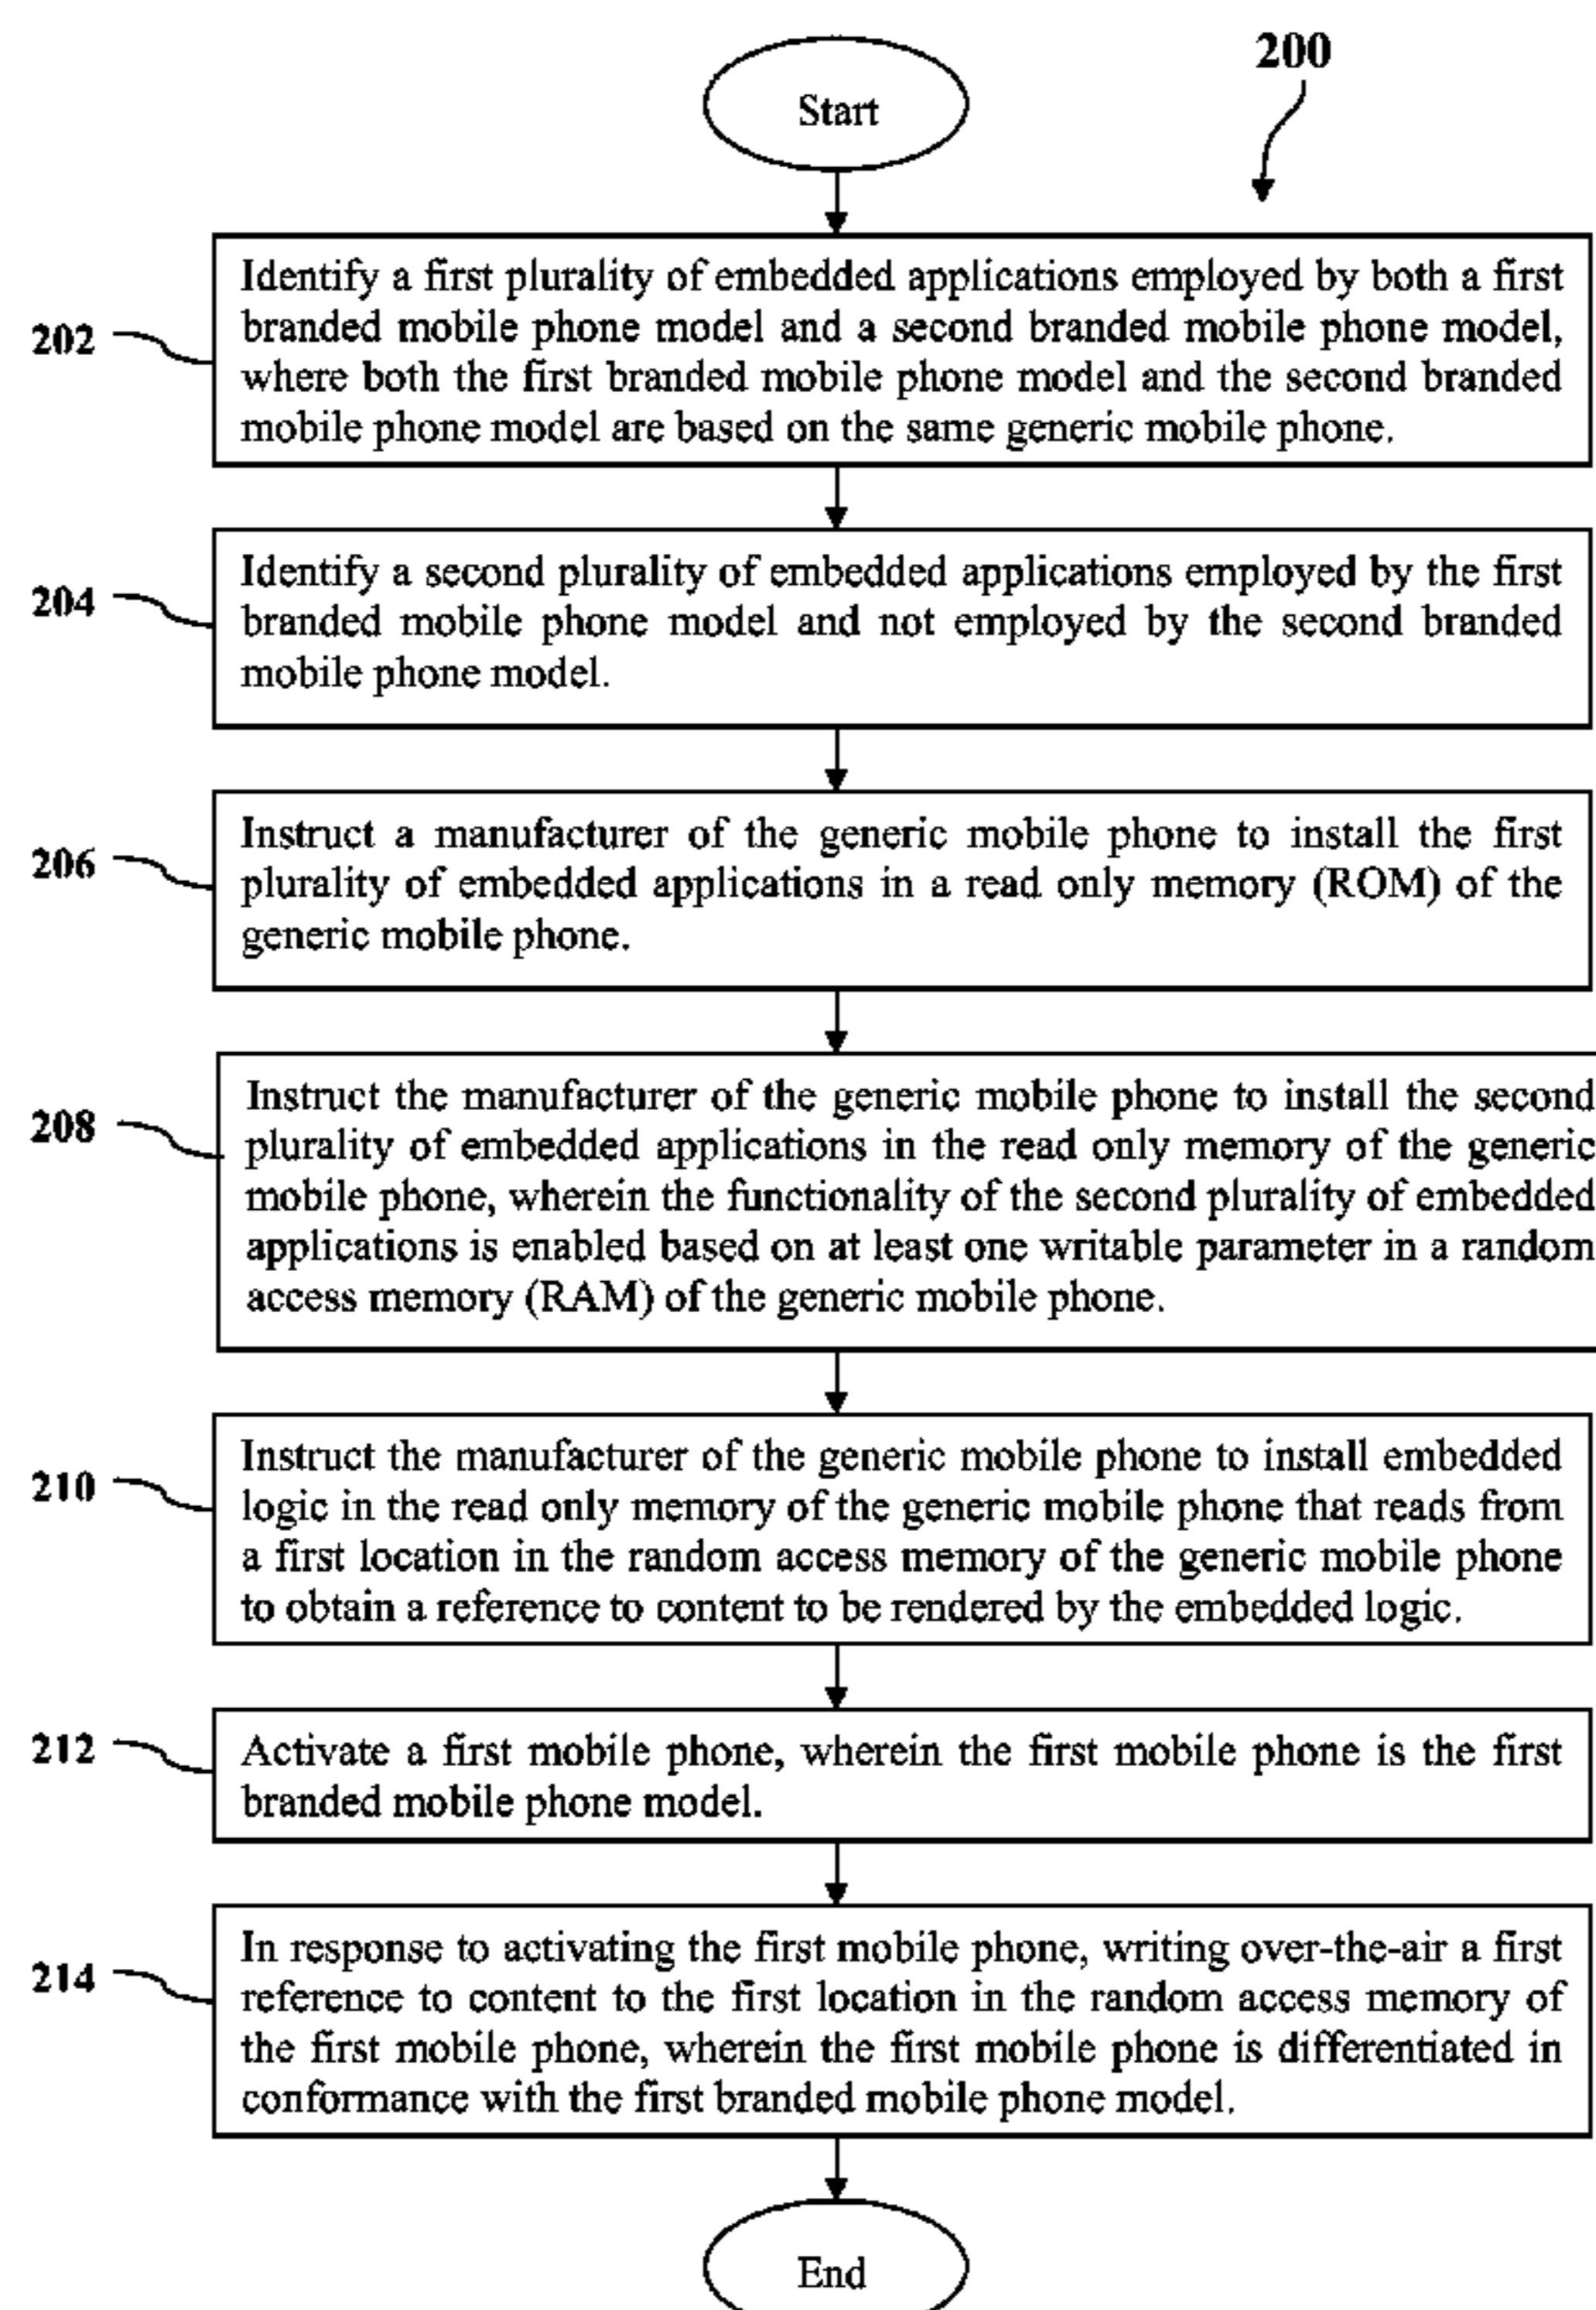 200
Start
202
Identify a first plurality of embedded applications employed by both a first
branded mobile phone model and a second branded mobile phone model,
where both the first branded mobile phone model and the second branded
mobile phone model are based on the same generic mobile phone.
204
Identify a second plurality of embedded applications employed by the first
branded mobile phone model and not employed by the second branded
mobile phone model.
206
Instruct a manufacturer of the generic mobile phone to install the first
plurality of embedded applications in a read only memory (ROM) of the
generic mobile phone.
208
Instruct the manufacturer of the generic mobile phone to install the second
plurality of embedded applications in the read only memory of the generic
mobile phone, wherein the functionality of the second plurality of embedded
applications is enabled based on at least one writable parameter in a random
access memory (RAM) of the generic mobile phone.
210
Instruct the manufacturer of the generic mobile phone to install embedded
logic in the read only memory of the generic mobile phone that reads from
a first location in the random access memory of the generic mobile phone
to obtain a reference to content to be rendered by the embedded logic.
212
Activate a first mobile phone, wherein the first mobile phone is the first
branded mobile phone model.
214
In response to activating the first mobile phone, writing over-the-air a first
reference to content to the first location in the random access memory of
the first mobile phone, wherein the first mobile phone is differentiated in
conformance with the first branded mobile phone model.
End